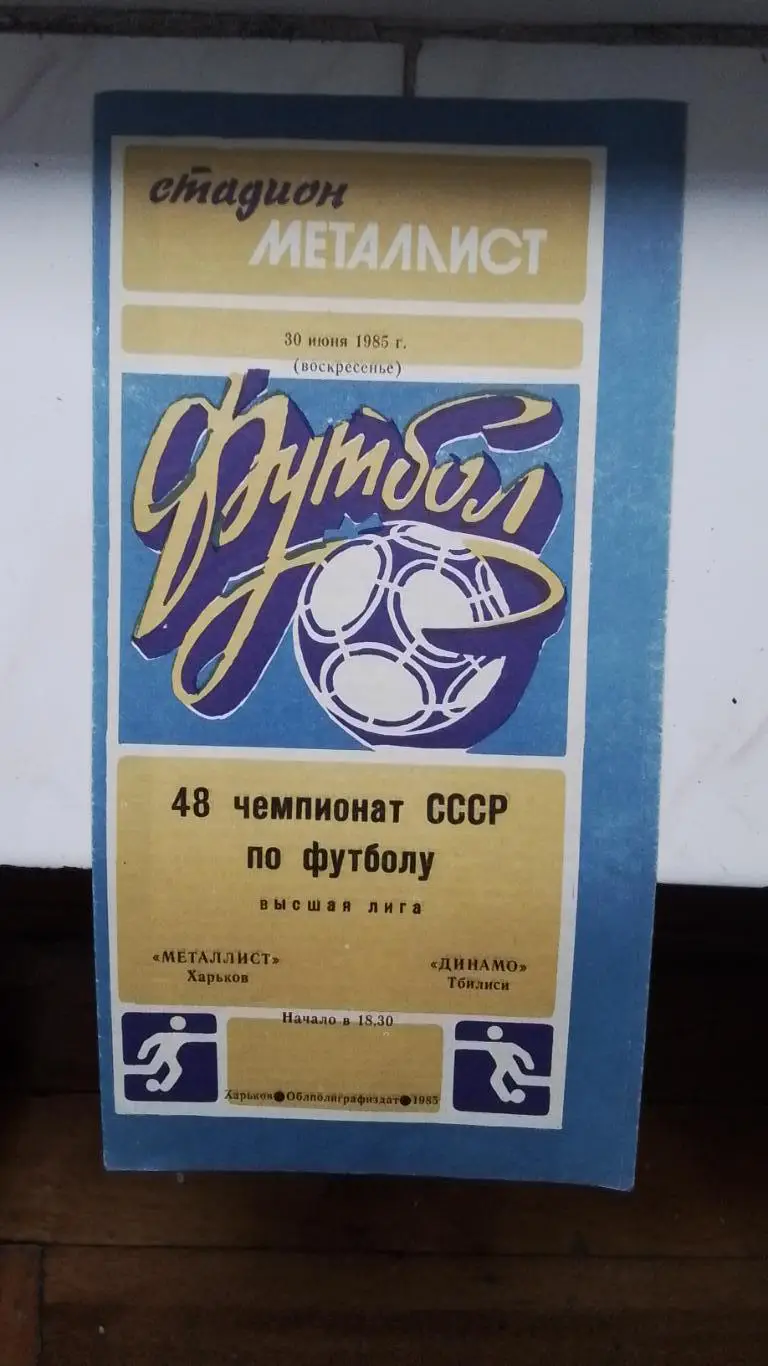 стадион
МЕТАЛЛИСТ
30 июня 1985 г.
(воскресенье)
Футбол
48 чемпионат СССР
по футболу
высшая лига
«МЕТАЛЛИСТ» «ДИНАМО»
Харьков Тбилиси
Начало в 18.30
Харьков●Облполиграфиздат●1985